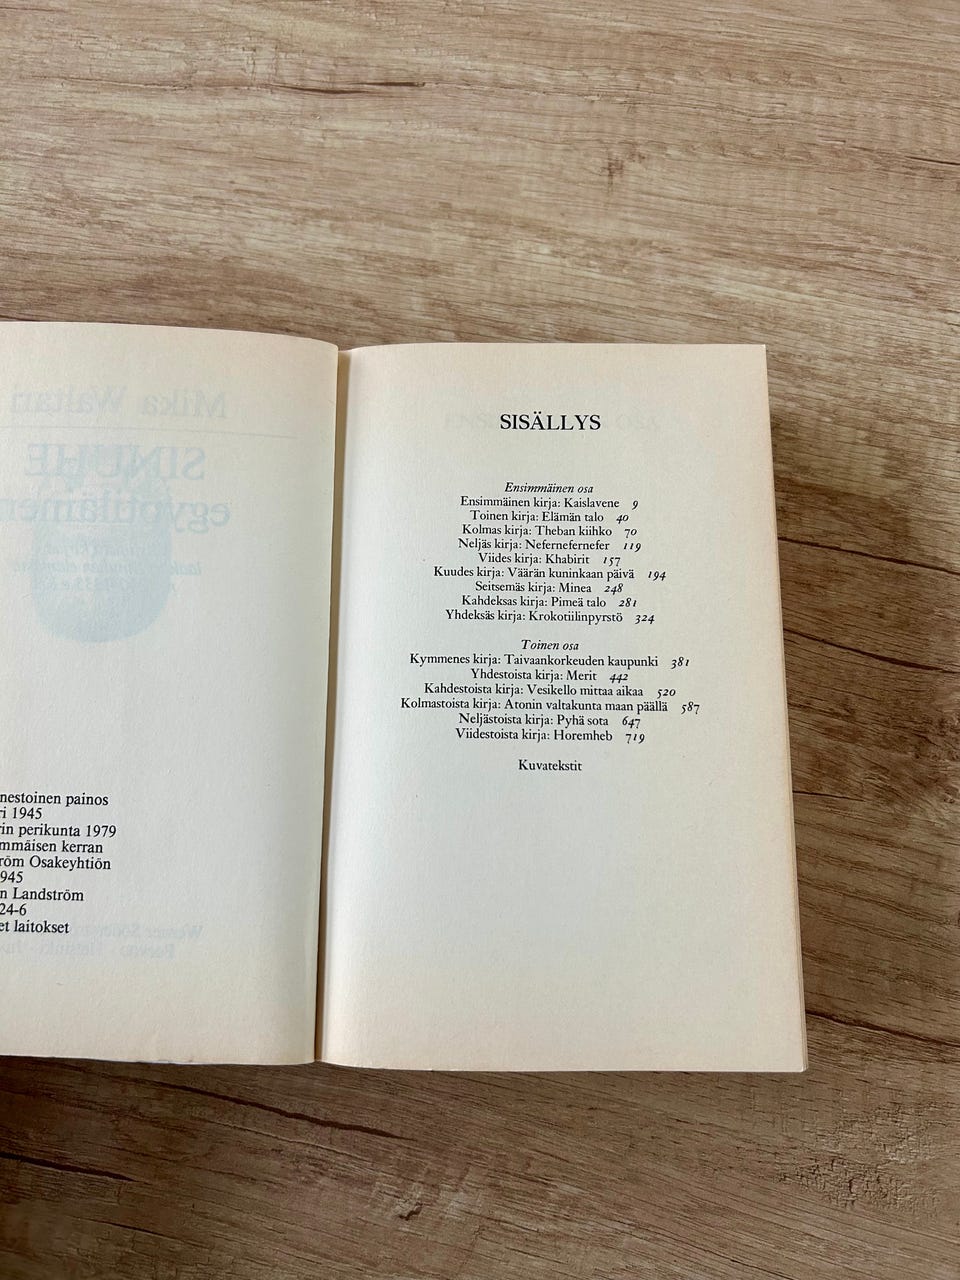 Mika Waltari
SINUHE
egyptiläinen
nestoinen painos
ri 1945
rin perikunta 1979
mmäisen kerran
röm Osakeyhtiön
945
n Landström
24-6
et laitokset
SISÄLLYS
Ensimmäinen osa
Ensimmäinen kirja: Kaislavene 9
Toinen kirja: Elämän talo 40
Kolmas kirja: Theban kiihko 70
Neljäs kirja: Nefernefernefer 119
Viides kirja: Khabirit 157
Kuudes kirja: Väärän kuninkaan päivä 194
Seitsemäs kirja: Minea 248
Kahdeksas kirja: Pimeä talo 281
Yhdeksäs kirja: Krokotiilinpyrstö 324
Toinen osa
Kymmenes kirja: Taivaankorkeuden kaupunki 381
Yhdestoista kirja: Merit 442
Kahdestoista kirja: Vesikello mittaa aikaa 520
Kolmastoista kirja: Atonin valtakunta maan päällä 587
Neljästoista kirja: Pyhä sota 647
Viidestoista kirja: Horemheb 719
Kuvatekstit